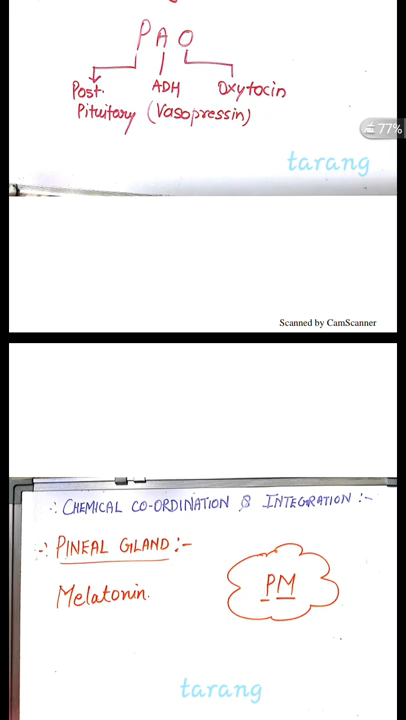 PAO
Post. ADH Oxytocin
Pituitary (Vasopressin)
77%
tarang
Scanned by CamScanner
∴ CHEMICAL CO-ORDINATION & INTEGRATION :-
∴ PINEAL GLAND :-
PM
Melatonin.
tarang